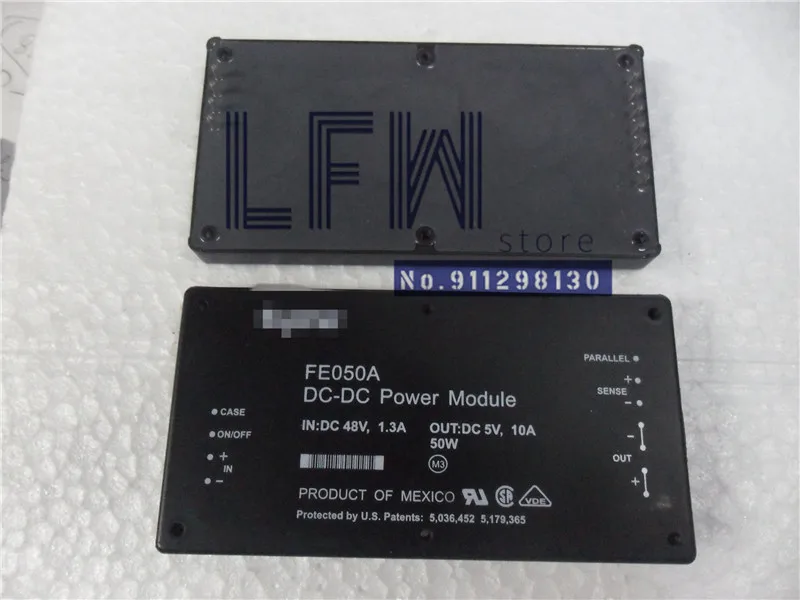 LFW
store
No.911298130
FE050A
DC-DC Power Module
IN:DC 48V, 1.3A OUT:DC 5V, 10A
50W
M3
PRODUCT OF MEXICO
Protected by U.S. Patents: 5,036,452 5,179,365
CASE
ON/OFF
+
IN
-
PARALLEL
+
SENSE
-
-
OUT
+
VDE